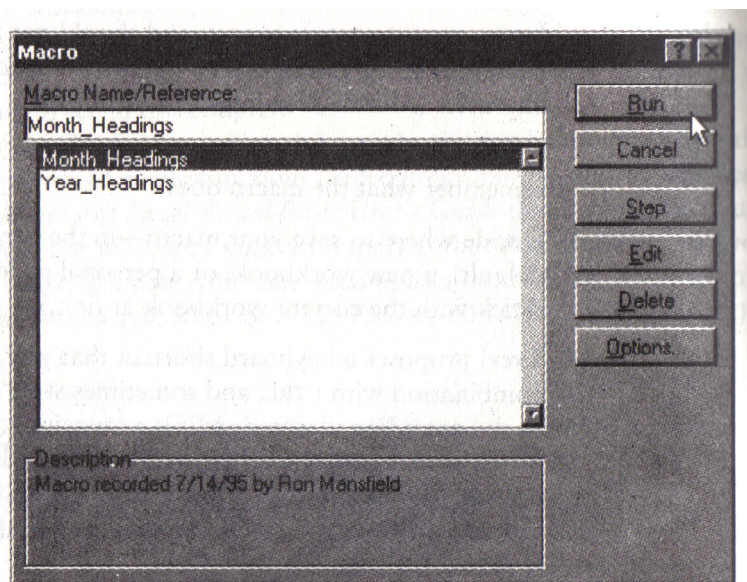 Macro
Macro Name/Reference:
Month_Headings
Month_Headings
Year_Headings
Run
Cancel
Step
Edit
Delete
Options.
Description
Macro recorded 7/14/95 by Ron Mansfield